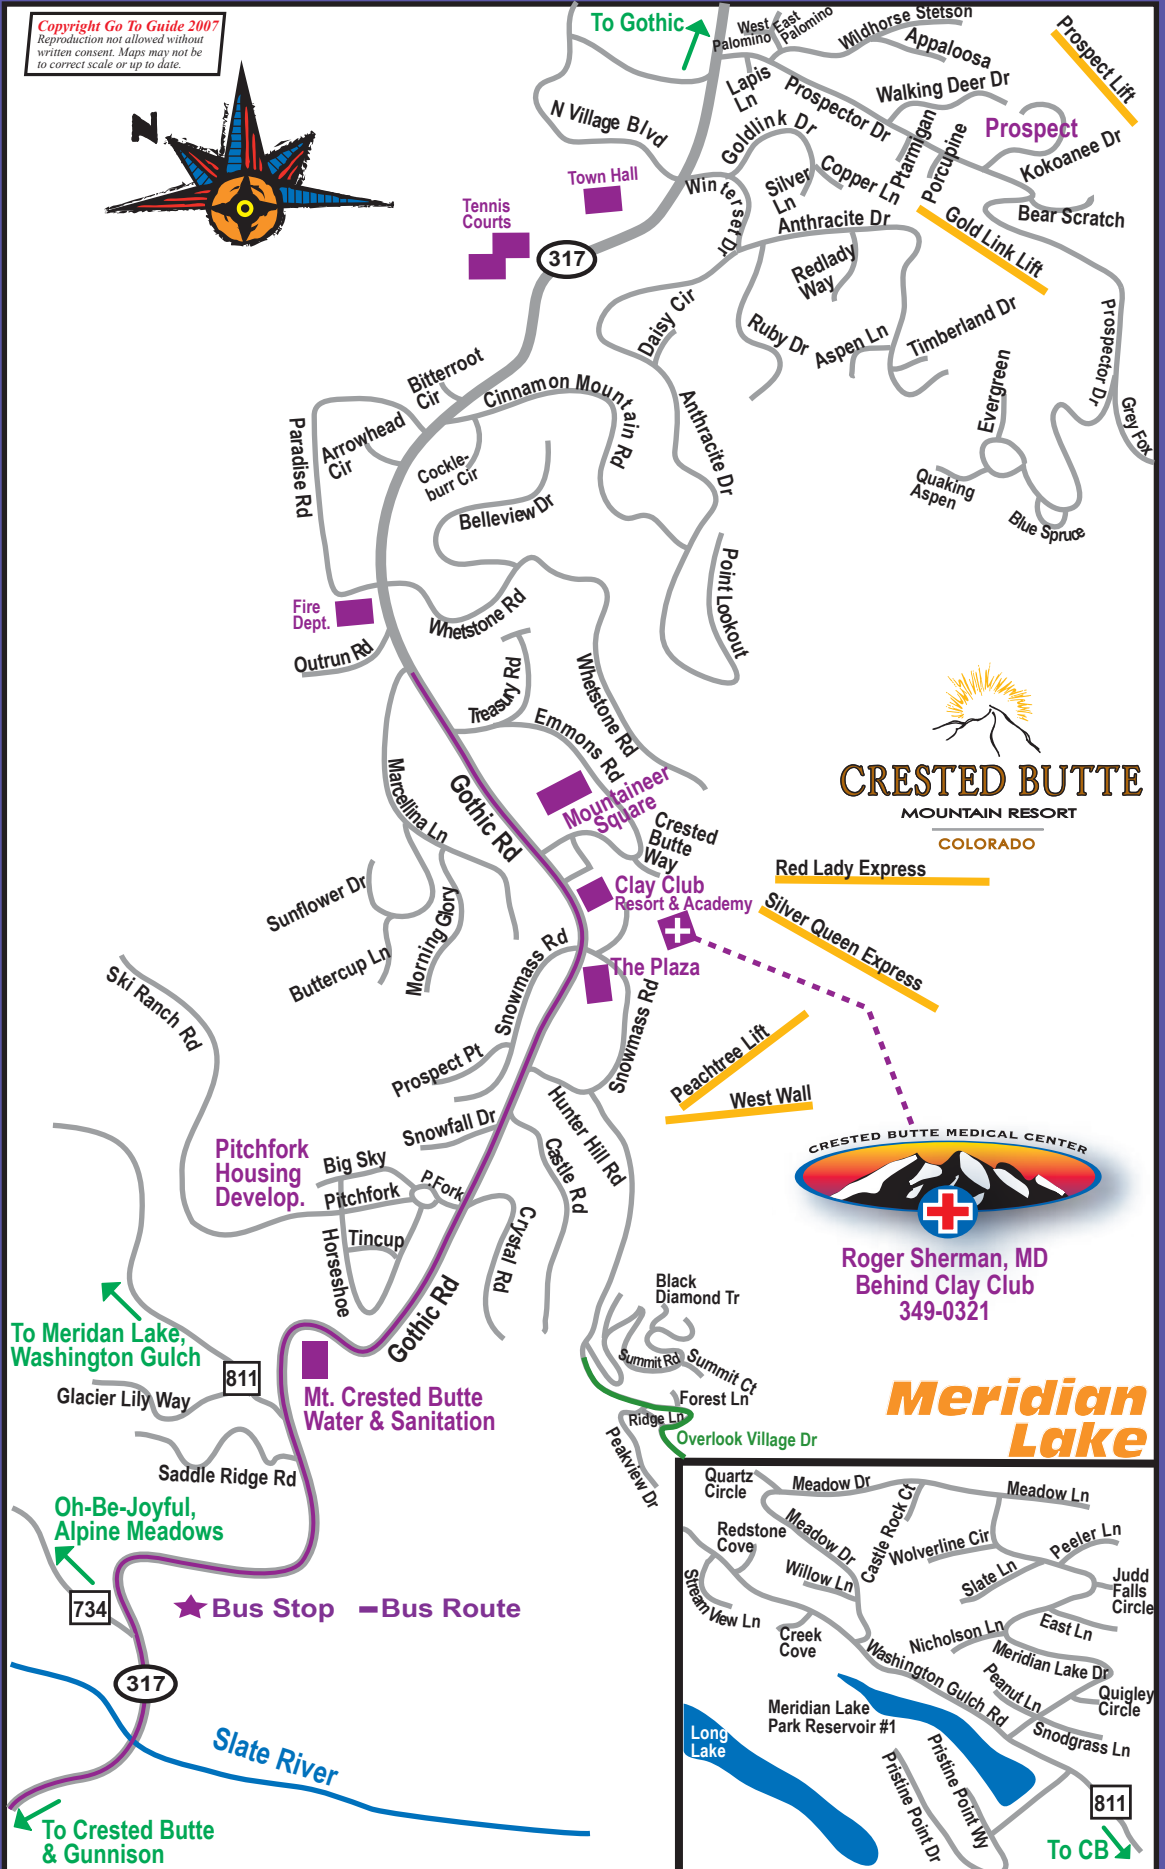 Copyright Go To Guide 2007
Reproduction not allowed without
written consent. Maps may not be
to correct scale or up to date.
N
To Gothic
West
Palomino
East
Palomino
Wildhorse
Stetson
Appaloosa
Prospect Lift
Lapis
Ln
Prospector Dr
Walking Deer Dr
N Village Blvd
Goldlink Dr
Ptarmigan
Porcupine
Prospect
Kokoanee Dr
Town Hall
Winterset Dr
Silver
Ln
Copper Ln
Tennis
Courts
Anthracite Dr
Gold Link Lift
Bear Scratch
317
Redlady
Way
Daisy Cir
Ruby Dr
Aspen Ln
Timberland Dr
Prospector Dr
Bitterroot
Cir
Cinnamon Mountain Rd
Evergreen
Grey Fox
Paradise Rd
Arrowhead
Cir
Cockle-
burr Cir
Anthracite Dr
Quaking
Aspen
Belleview Dr
Blue Spruce
Point Lookout
Fire
Dept.
Whetstone Rd
Outrun Rd
Treasury Rd
Whetstone Rd
Emmons Rd
Marcellina Ln
Gothic Rd
Mountaineer
Square
CRESTED BUTTE
MOUNTAIN RESORT
COLORADO
Crested
Butte
Way
Red Lady Express
Clay Club
Resort & Academy
Silver Queen Express
Sunflower Dr
Morning Glory
Buttercup Ln
Snowmass Rd
The Plaza
Ski Ranch Rd
Snowmass Rd
Peachtree Lift
Prospect Pt
West Wall
Hunter Hill Rd
Snowfall Dr
Castle Rd
CRESTED BUTTE MEDICAL CENTER
Pitchfork
Housing
Develop.
Big Sky
Pitchfork
P.Fork
Crystal Rd
Tincup
Horseshoe
Roger Sherman, MD
Behind Clay Club
349-0321
Gothic Rd
Black
Diamond Tr
To Meridan Lake,
Washington Gulch
Summit Rd
Summit Ct
811
Glacier Lily Way
Mt. Crested Butte
Water & Sanitation
Forest Ln
Ridge Ln
Overlook Village Dr
Peakview Dr
Meridian
Lake
Saddle Ridge Rd
Oh-Be-Joyful,
Alpine Meadows
734
Bus Stop
Bus Route
317
Slate River
To Crested Butte
& Gunnison
Quartz
Circle
Meadow Dr
Meadow Ln
Redstone
Cove
Meadow Dr
Castle Rock Ct
Wolverline Cir
Peeler Ln
Willow Ln
Slate Ln
Judd
Falls
Circle
Stream View Ln
Creek
Cove
East Ln
Nicholson Ln
Washington Gulch Rd
Meridian Lake Dr
Peanut Ln
Quigley
Circle
Meridian Lake
Park Reservoir #1
Snodgrass Ln
Long
Lake
Pristine Point Dr
Pristine Point Wy
811
To CB